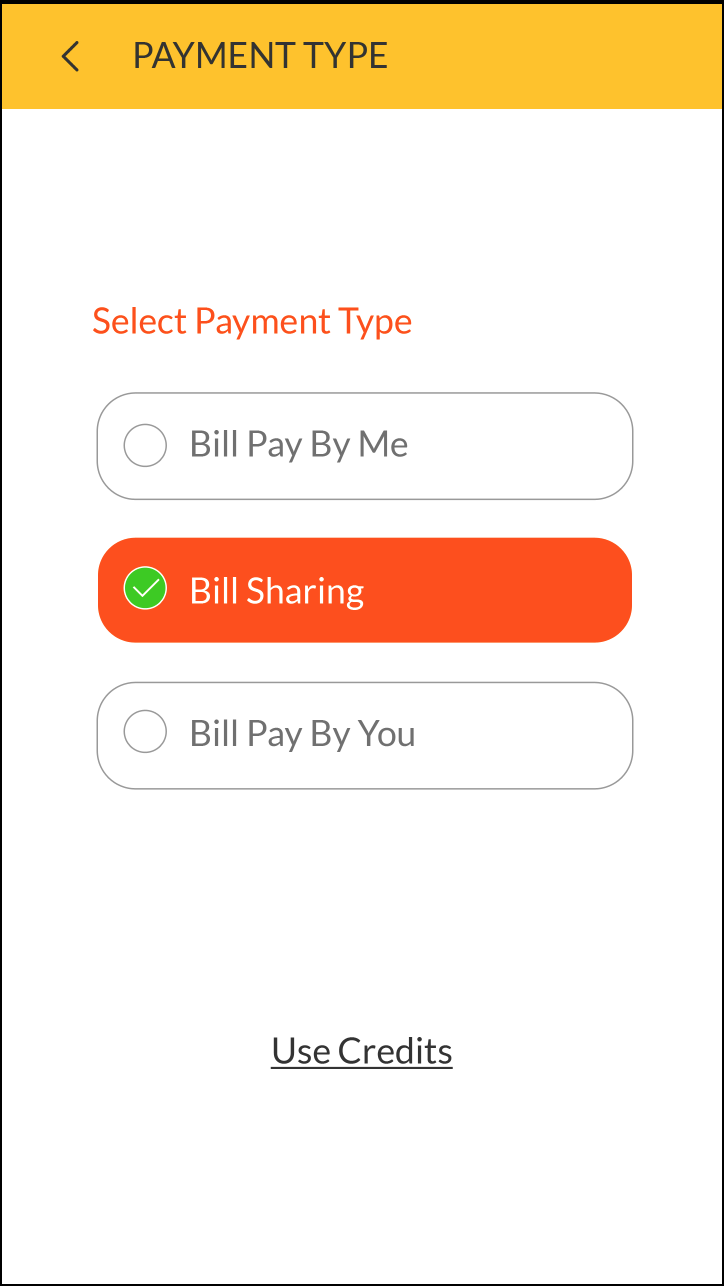 PAYMENT TYPE
Select Payment Type
Bill Pay By Me
Bill Sharing
Bill Pay By You
Use Credits